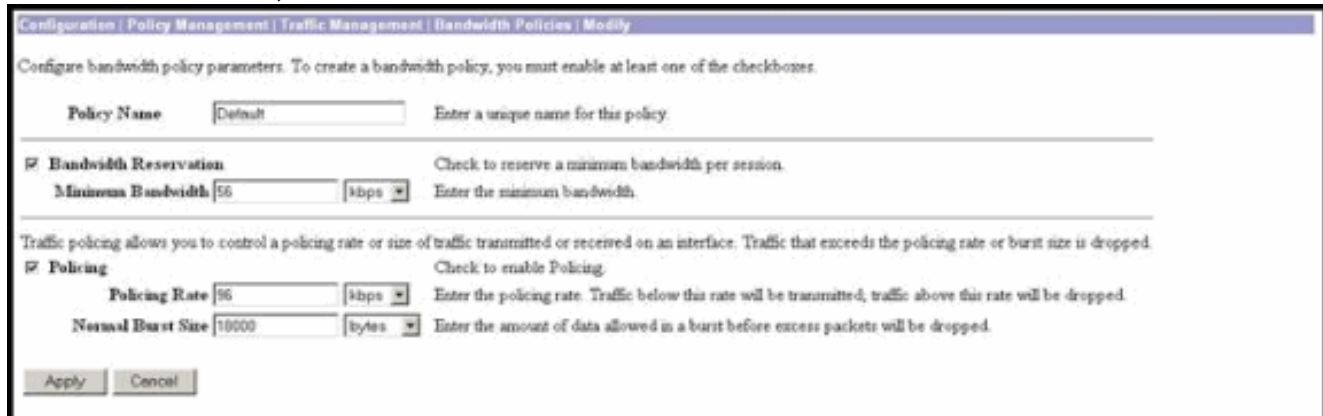 Configuration | Policy Management | Traffic Management | Bandwidth Policies | Modify
Configure bandwidth policy parameters. To create a bandwidth policy, you must enable at least one of the checkboxes.
Policy Name Default Enter a unique name for this policy.
Bandwidth Reservation Check to reserve a minimum bandwidth per session.
Minimum Bandwidth 56 kbps Enter the minimum bandwidth.
Traffic policing allows you to control a policing rate or size of traffic transmitted or received on an interface. Traffic that exceeds the policing rate or burst size is dropped.
Policing Check to enable Policing.
Policing Rate 96 kbps Enter the policing rate. Traffic below this rate will be transmitted, traffic above this rate will be dropped.
Normal Burst Size 18000 bytes Enter the amount of data allowed in a burst before excess packets will be dropped.
Apply Cancel